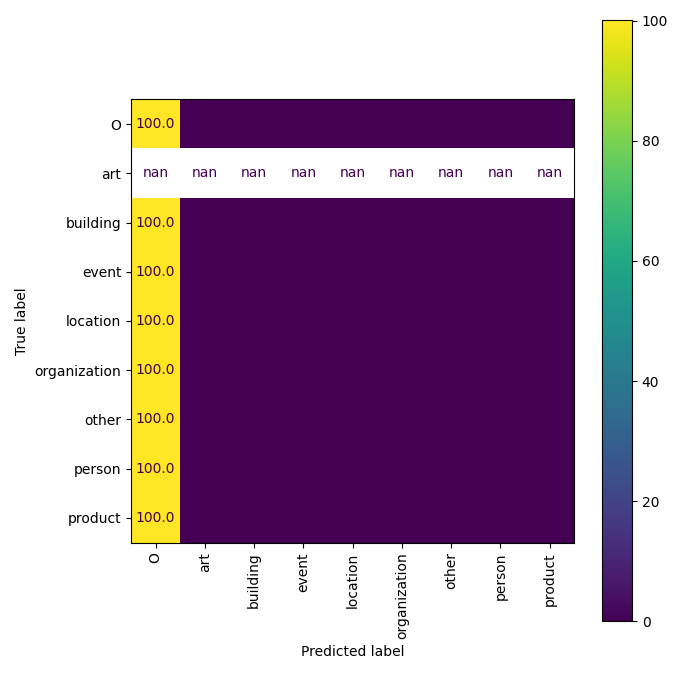 100
O 100.0
art nan nan nan nan nan nan nan nan nan
80
building 100.0
event 100.0
60
location 100.0
True label
organization 100.0
40
other 100.0
person 100.0
20
product 100.0
O art building event location organization other person product
0
Predicted label